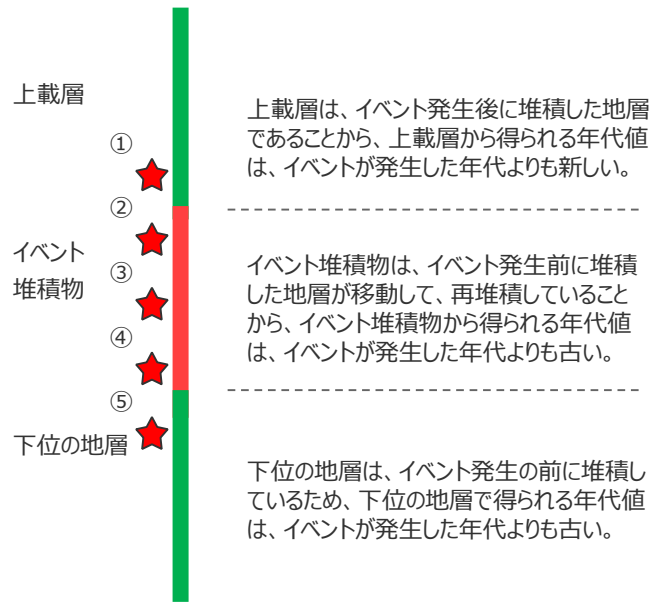 上載層
上載層は、イベント発生後に堆積した地層
であることから、上載層から得られる年代値
は、イベントが発生した年代よりも新しい。
①
②
イベント
堆積物
③
④
イベント堆積物は、イベント発生前に堆積
した地層が移動して、再堆積していること
から、イベント堆積物から得られる年代値
は、イベントが発生した年代よりも古い。
⑤
下位の地層
下位の地層は、イベント発生の前に堆積し
ているため、下位の地層で得られる年代値
は、イベントが発生した年代よりも古い。